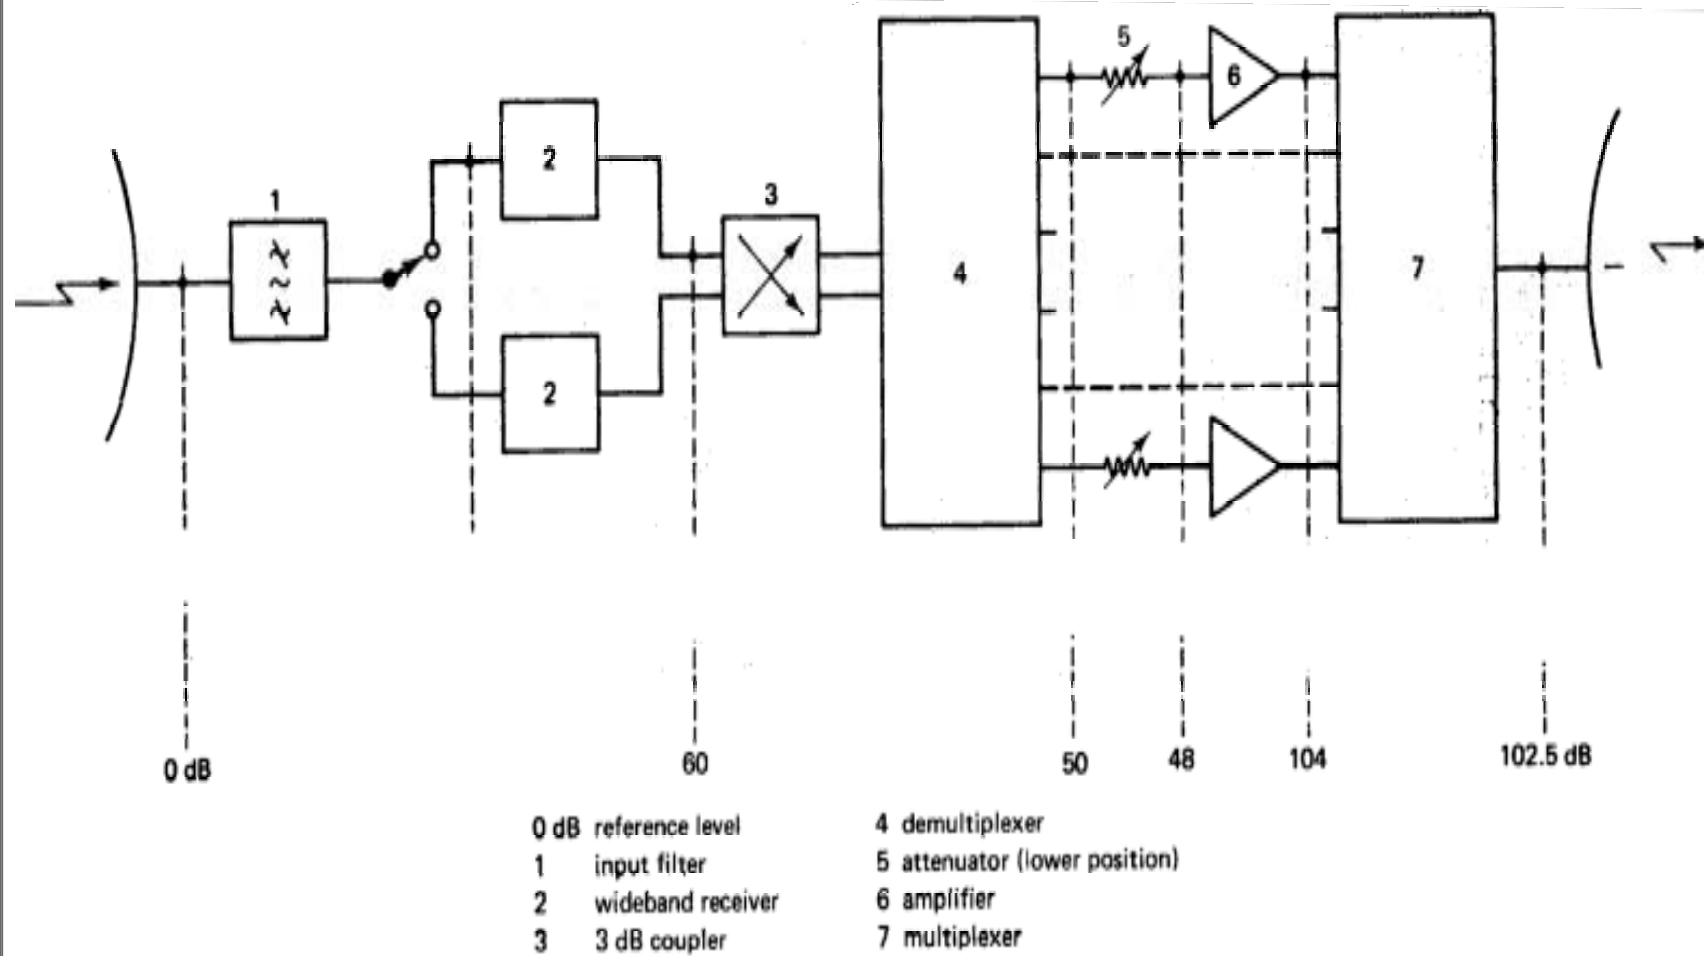 5
6
2
1
3
4
7
2
0 dB
60
50
48
104
102.5 dB
0 dB reference level
1 input filter
2 wideband receiver
3 3 dB coupler
4 demultiplexer
5 attenuator (lower position)
6 amplifier
7 multiplexer